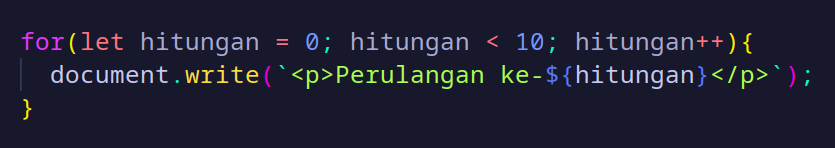 for(let hitungan = 0; hitungan < 10; hitungan++){
  document.write(`<p>Perulangan ke-${hitungan}</p>`);
}